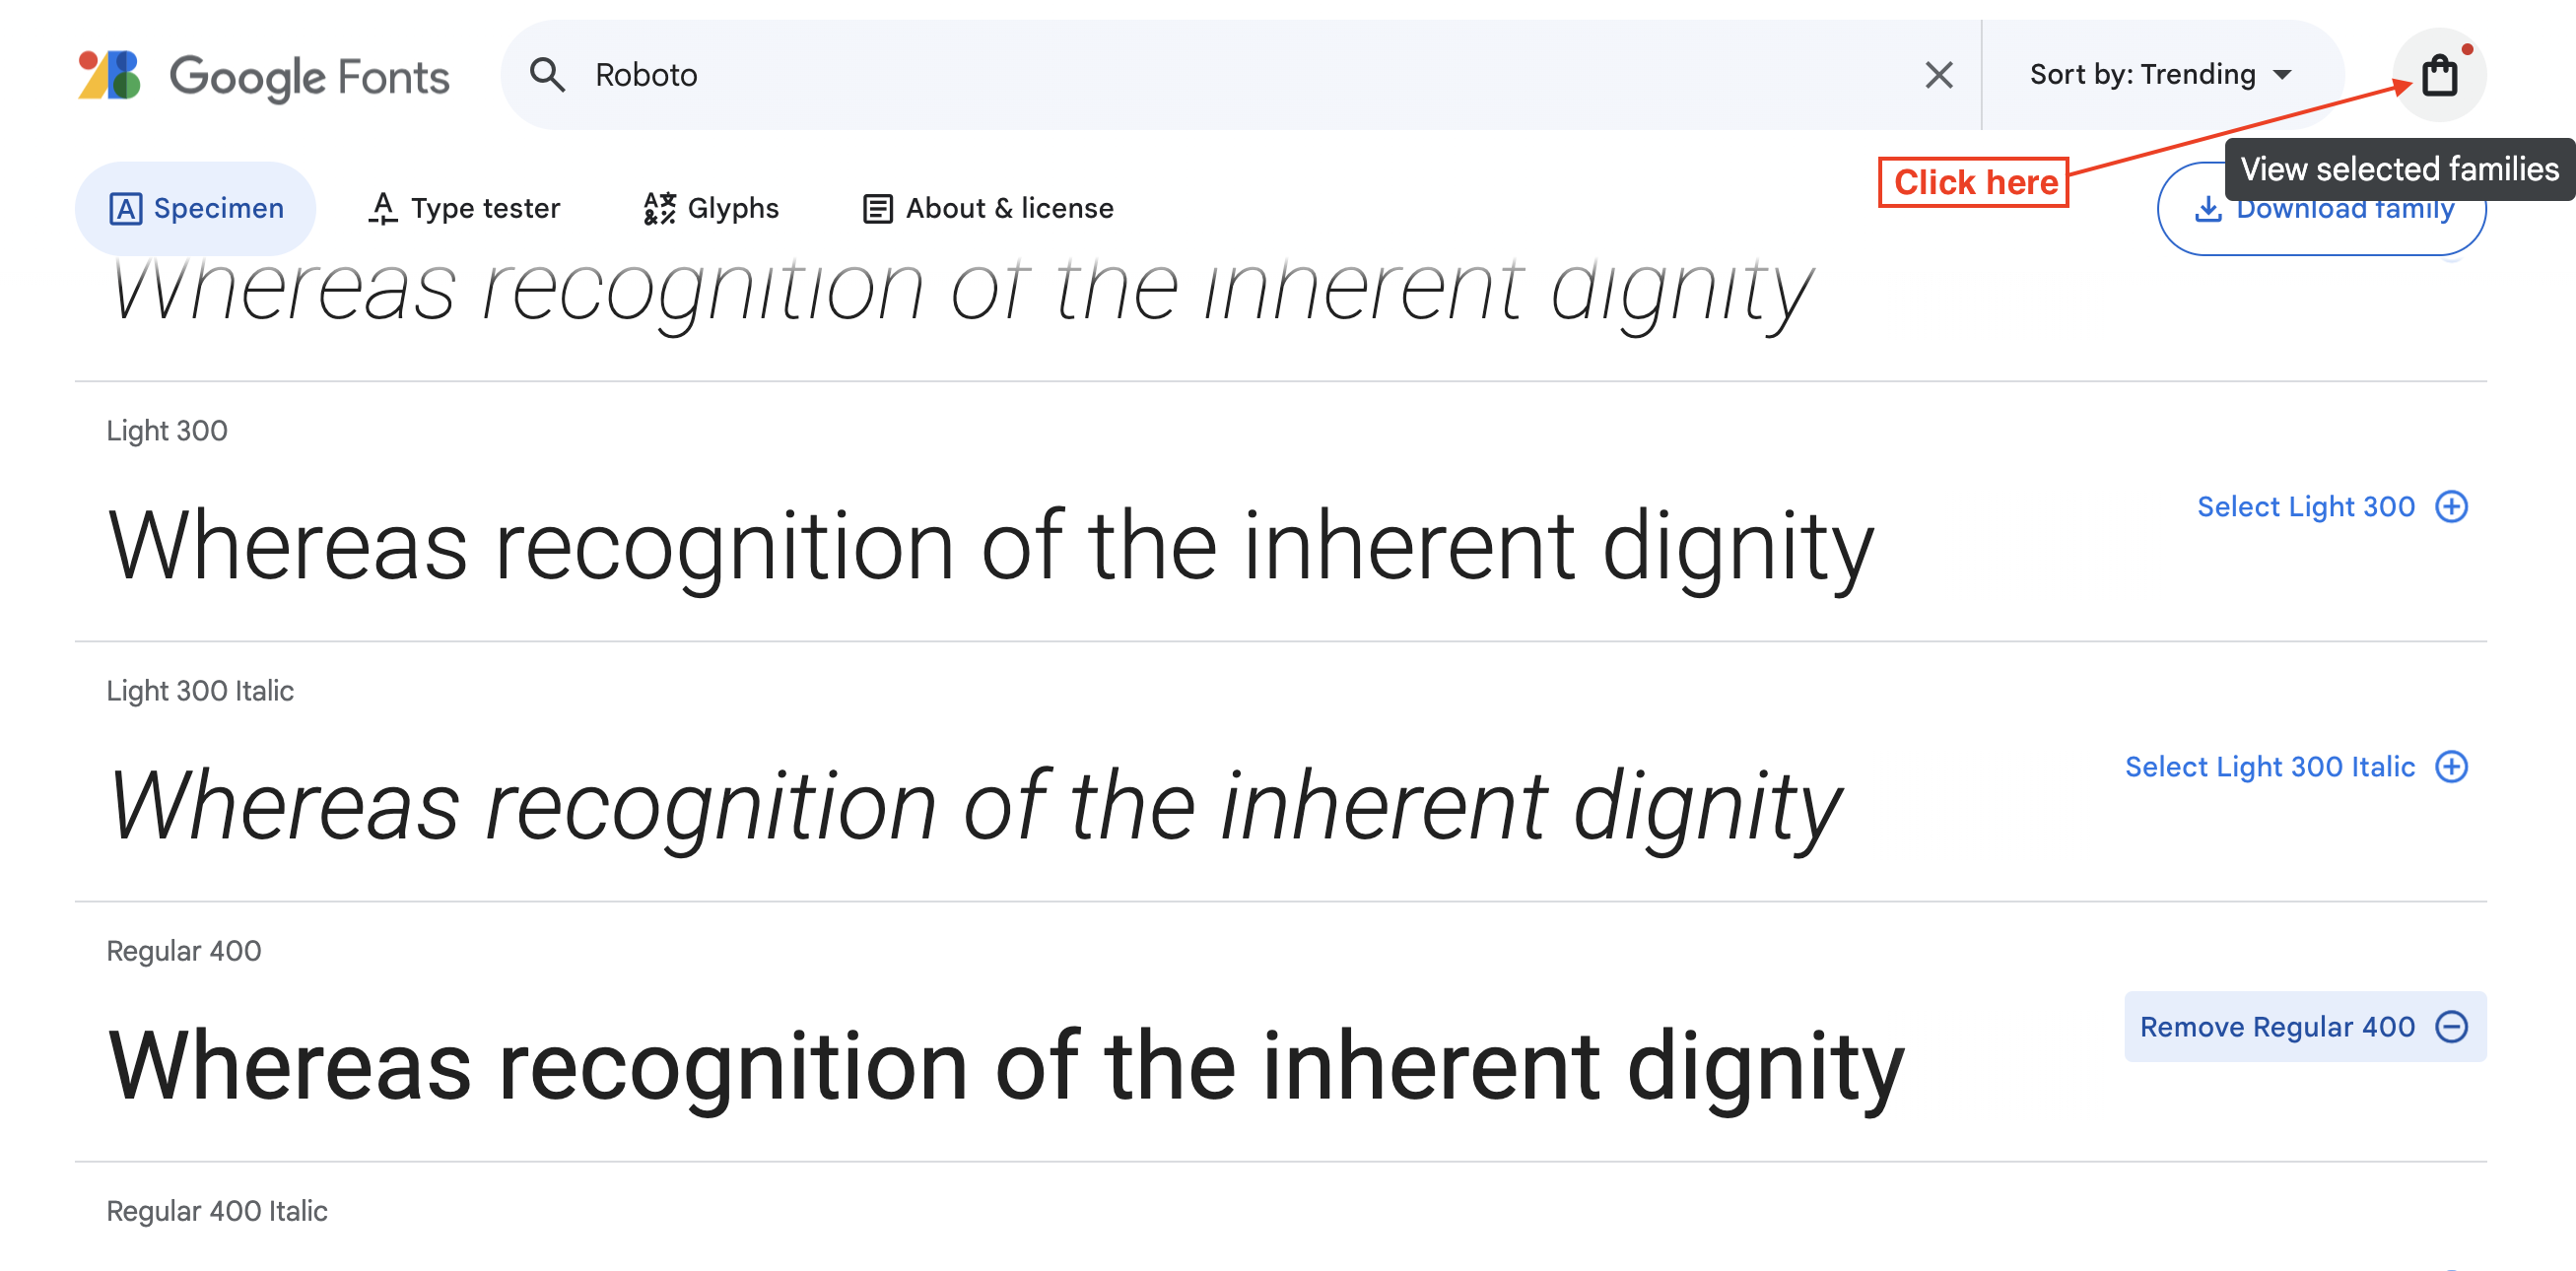 Google Fonts
Roboto
Sort by: Trending
Click here
View selected families
Specimen
Type tester
Glyphs
About & license
Download family
Whereas recognition of the inherent dignity
Light 300
Whereas recognition of the inherent dignity
Select Light 300
Light 300 Italic
Whereas recognition of the inherent dignity
Select Light 300 Italic
Regular 400
Whereas recognition of the inherent dignity
Remove Regular 400
Regular 400 Italic